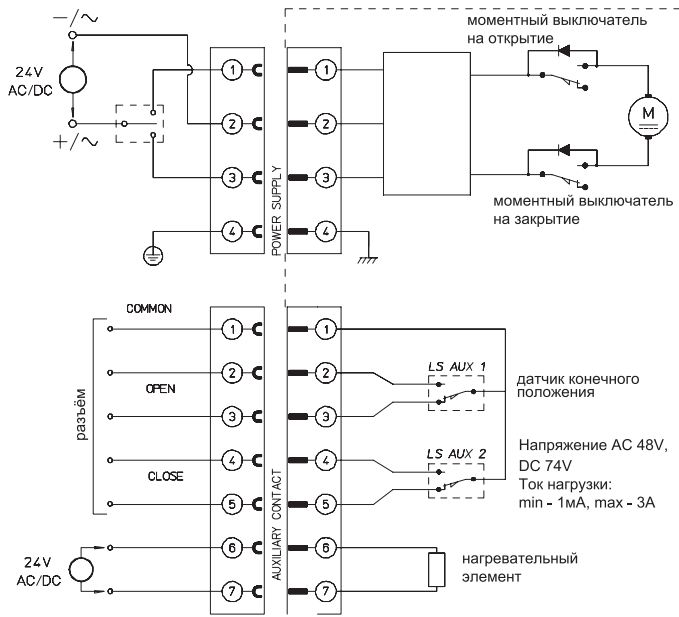 −/∿
24V
AC/DC
+/∿
1
2
3
4
POWER SUPPLY
1
2
3
4
моментный выключатель
на открытие
M
моментный выключатель
на закрытие
COMMON
OPEN
CLOSE
разъём
24V
AC/DC
1
2
3
4
5
6
7
AUXILIARY CONTACT
1
2
3
4
5
6
7
LS AUX 1
LS AUX 2
датчик конечного
положения
Напряжение AC 48V,
DC 74V
Ток нагрузки:
min - 1мА, max - 3А
нагревательный
элемент